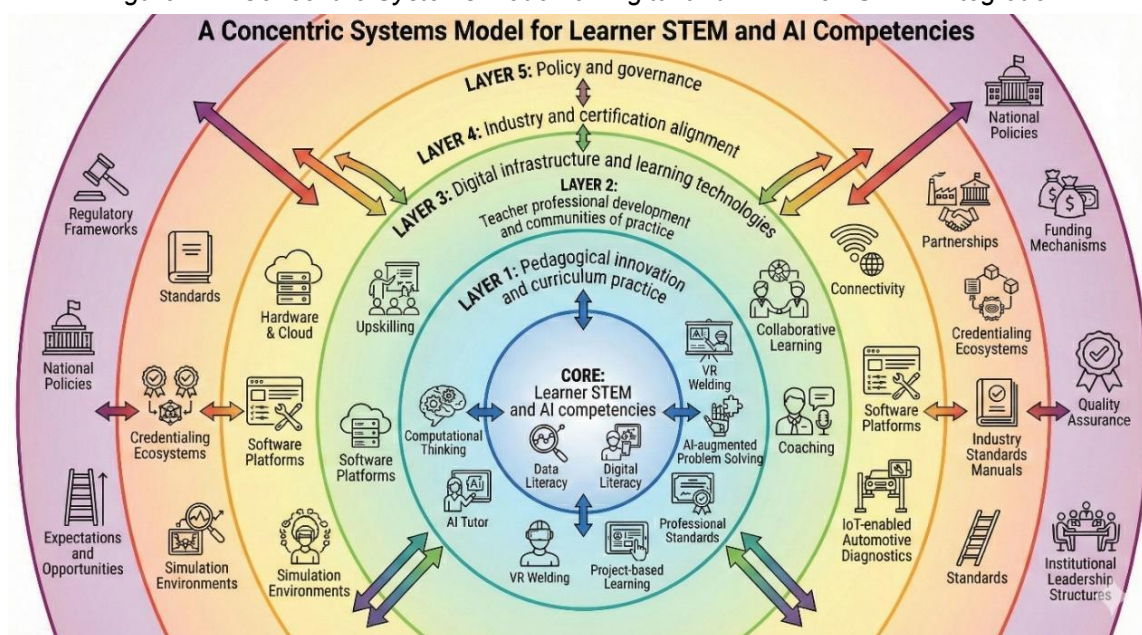 A Concentric Systems Model for Learner STEM and AI Competencies
LAYER 5: Policy and governance
LAYER 4: Industry and certification alignment
LAYER 3: Digital infrastructure and learning technologies
LAYER 2:
Teacher professional development
and communities of practice
LAYER 1: Pedagogical innovation
and curriculum practice
CORE:
Learner STEM
and AI competencies
Data
Literacy
Digital
Literacy
Regulatory
Frameworks
National
Policies
Expectations
and
Opportunities
Standards
Credentialing
Ecosystems
Simulation
Environments
Hardware
& Cloud
Software
Platforms
Simulation
Environments
Upskilling
Software
Platforms
Computational
Thinking
AI Tutor
AI
VR Welding
Project-based
Learning
Professional
Standards
AI-augmented
Problem Solving
VR
Welding
AI
Collaborative
Learning
Coaching
Connectivity
Software
Platforms
IoT-enabled
Automotive
Diagnostics
Partnerships
Credentialing
Ecosystems
Industry
Standards
Manuals
Standards
National
Policies
$ $
Funding
Mechanisms
Quality
Assurance
Institutional
Leadership
Structures